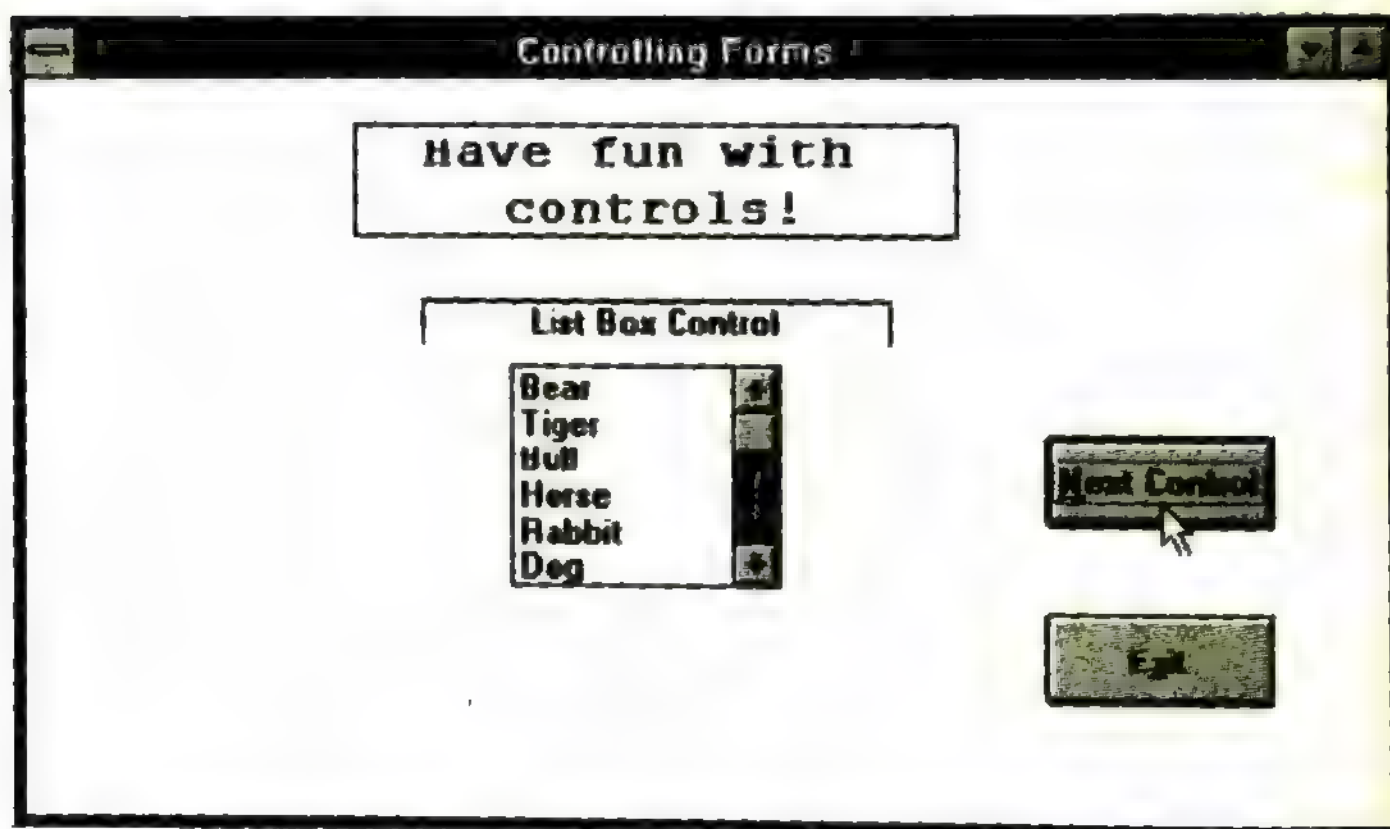 Controlling Forms
Have fun with
controls!
List Box Control
Bear
Tiger
Bull
Horse
Rabbit
Dog
Next Control
Exit